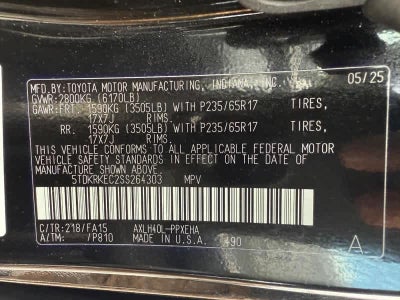 MFD.BY:TOYOTA MOTOR MANUFACTURING, INDIANA, INC. 05/25
GVWR:2800KG (6170LB)
GAWR:FRT. 1590KG (3505LB) WITH P235/65R17 TIRES,
17X7J RIMS,
RR. 1590KG (3505LB) WITH P235/65R17 TIRES,
17X7J
THIS VEHICLE CONFORMS TO ALL APPLICABLE FEDERAL MOTOR
VEHICLE SAFETY STANDARDS IN EFFECT ON THE DATE OF
MANUFACTURE SHOWN ABOVE.
5TDKRKEC2SS264303 MPV
C/TR:218/FA15 AXLH40L-PPXEHA
A/TM: /P810 MADE IN U.S.A. 490 A